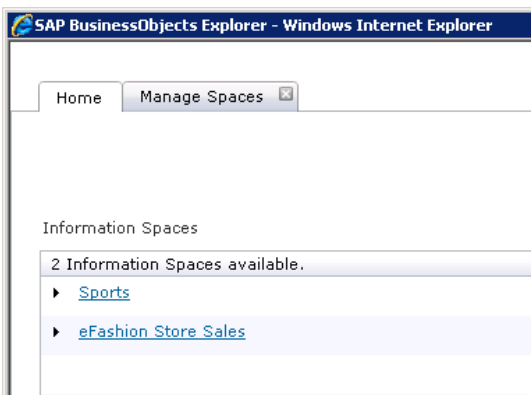 SAP BusinessObjects Explorer - Windows Internet Explorer
Home Manage Spaces
Information Spaces
2 Information Spaces available.
Sports
eFashion Store Sales